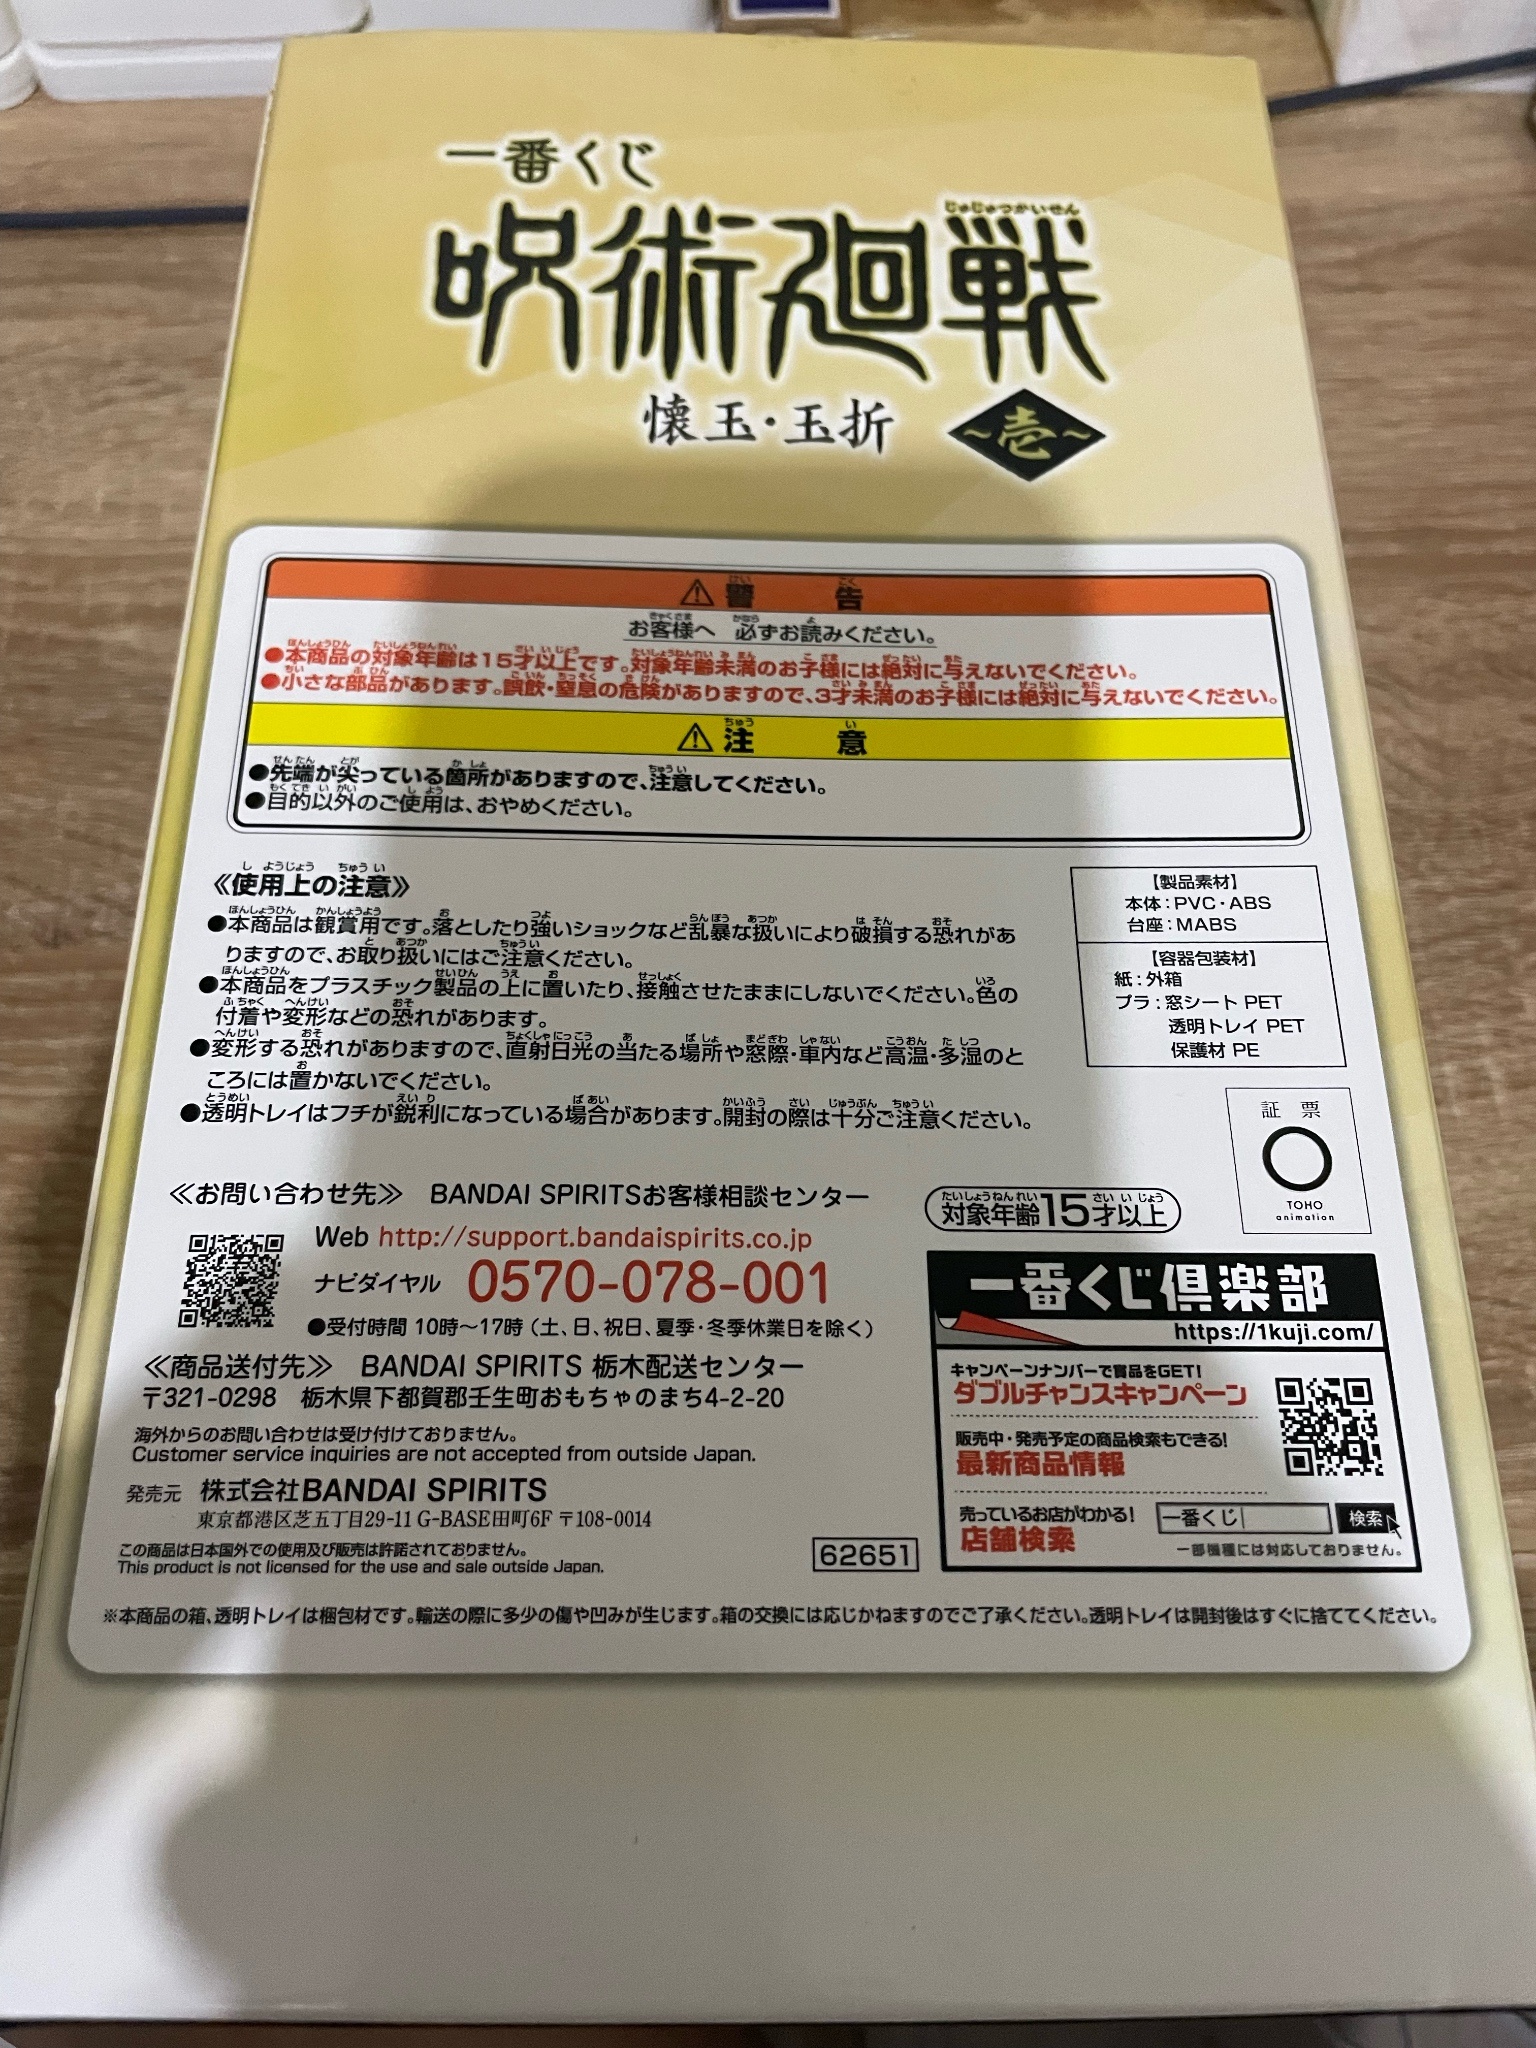 一番くじ
じゅじゅつかいせん
呪術廻戦
懐玉・玉折
~壱~
⚠警告
お客様へ 必ずお読みください。
●本商品の対象年齢は15才以上です。対象年齢未満のお子様には絶対に与えないでください。
●小さな部品があります。誤飲・窒息の危険がありますので、3才未満のお子様には絶対に与えないでください。
⚠注意
●先端が尖っている箇所がありますので、注意してください。
●目的以外のご使用は、おやめください。
《使用上の注意》
●本商品は観賞用です。落としたり強いショックなど乱暴な扱いにより破損する恐れがあ
りますので、お取り扱いにはご注意ください。
●本商品をプラスチック製品の上に置いたり、接触させたままにしないでください。色の
付着や変形などの恐れがあります。
●変形する恐れがありますので、直射日光の当たる場所や窓際・車内など高温・多湿のと
ころには置かないでください。
●透明トレイはフチが鋭利になっている場合があります。開封の際は十分ご注意ください。
【製品素材】
本体:PVC・ABS
台座:MABS
【容器包装材】
紙:外箱
プラ:窓シート PET
透明トレイ PET
保護材 PE
証票
TOHO
animation
≪お問い合わせ先≫ BANDAI SPIRITSお客様相談センター
Web http://support.bandaispirits.co.jp
ナビダイヤル 0570-078-001
●受付時間 10時～17時(土、日、祝日、夏季・冬季休業日を除く)
≪商品送付先≫ BANDAI SPIRITS 栃木配送センター
〒321-0298 栃木県下都賀郡壬生町おもちゃのまち4-2-20
海外からのお問い合わせは受け付けておりません。
Customer service inquiries are not accepted from outside Japan.
発売元 株式会社BANDAI SPIRITS
東京都港区芝五丁目29-11 G-BASE田町6F 〒108-0014
この商品は日本国外での使用及び販売は許諾されておりません。
This product is not licensed for the use and sale outside Japan.
62651
対象年齢15才以上
一番くじ倶楽部
https://1kuji.com/
キャンペーンナンバーで賞品をGET!
ダブルチャンスキャンペーン
販売中・発売予定の商品検索もできる!
最新商品情報
売っているお店がわかる!
店舗検索
一番くじ 検索
一部機種には対応しておりません。
※本商品の箱、透明トレイは梱包材です。輸送の際に多少の傷や凹みが生じます。箱の交換には応じかねますのでご了承ください。透明トレイは開封後はすぐに捨ててください。